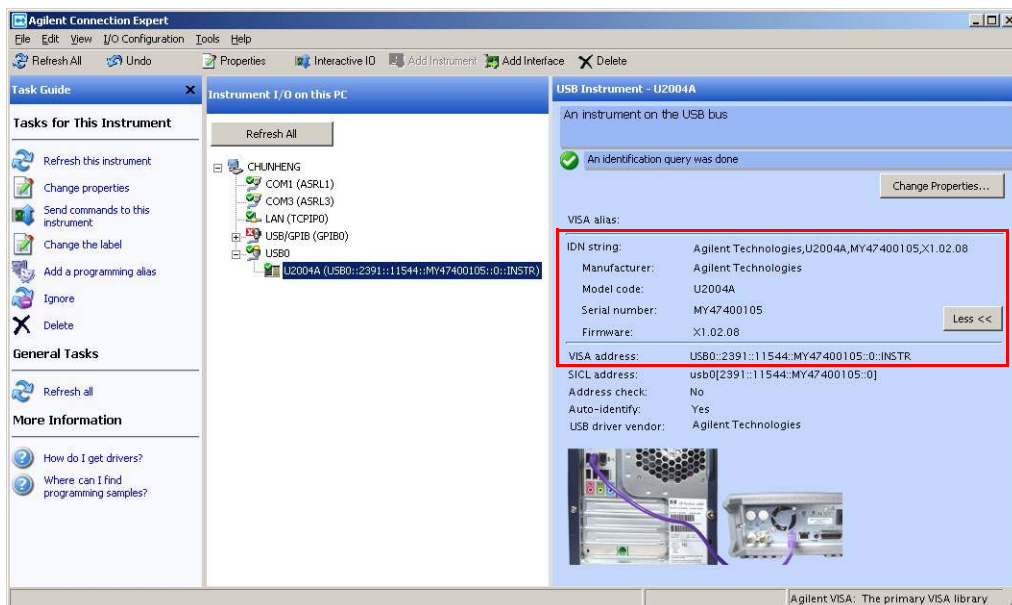 Agilent Connection Expert
File Edit View I/O Configuration Tools Help
Refresh All Undo Properties Interactive IO Add Instrument Add Interface Delete
Task Guide
Tasks for This Instrument
Refresh this instrument
Change properties
Send commands to this
instrument
Change the label
Add a programming alias
Ignore
Delete
General Tasks
Refresh all
More Information
How do I get drivers?
Where can I find
programming samples?
Instrument I/O on this PC
Refresh All
CHUNHENG
COM1 (ASRL1)
COM3 (ASRL3)
LAN (TCPIP0)
USB/GPIB (GPIB0)
USB0
U2004A (USB0::2391::11544::MY47400105::0::INSTR)
USB Instrument - U2004A
An instrument on the USB bus
An identification query was done
Change Properties...
VISA alias:
IDN string: Agilent Technologies,U2004A,MY47400105,X1.02.08
Manufacturer: Agilent Technologies
Model code: U2004A
Serial number: MY47400105
Less <<
Firmware: X1.02.08
VISA address: USB0::2391::11544::MY47400105::0::INSTR
SICL address: usb0[2391::11544::MY47400105::0]
Address check: No
Auto-identify: Yes
USB driver vendor: Agilent Technologies
Agilent VISA: The primary VISA library